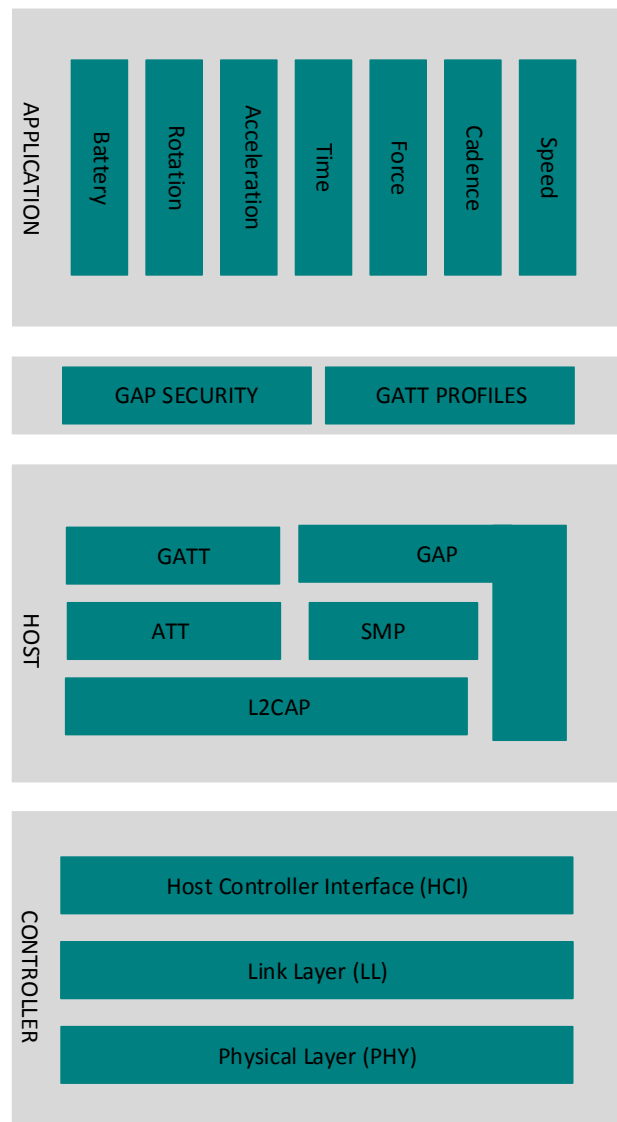 APPLICATION
Battery
Rotation
Acceleration
Time
Force
Cadence
Speed
GAP SECURITY
GATT PROFILES
HOST
GATT
GAP
ATT
SMP
L2CAP
CONTROLLER
Host Controller Interface (HCI)
Link Layer (LL)
Physical Layer (PHY)